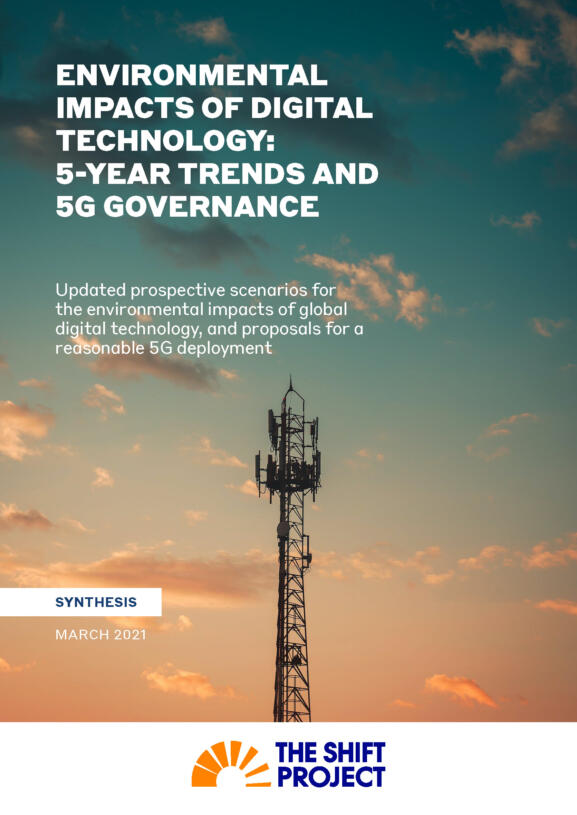 ENVIRONMENTAL
IMPACTS OF DIGITAL
TECHNOLOGY:
5-YEAR TRENDS AND
5G GOVERNANCE
Updated prospective scenarios for
the environmental impacts of global
digital technology, and proposals for a
reasonable 5G deployment
SYNTHESIS
MARCH 2021
THE SHIFT
PROJECT